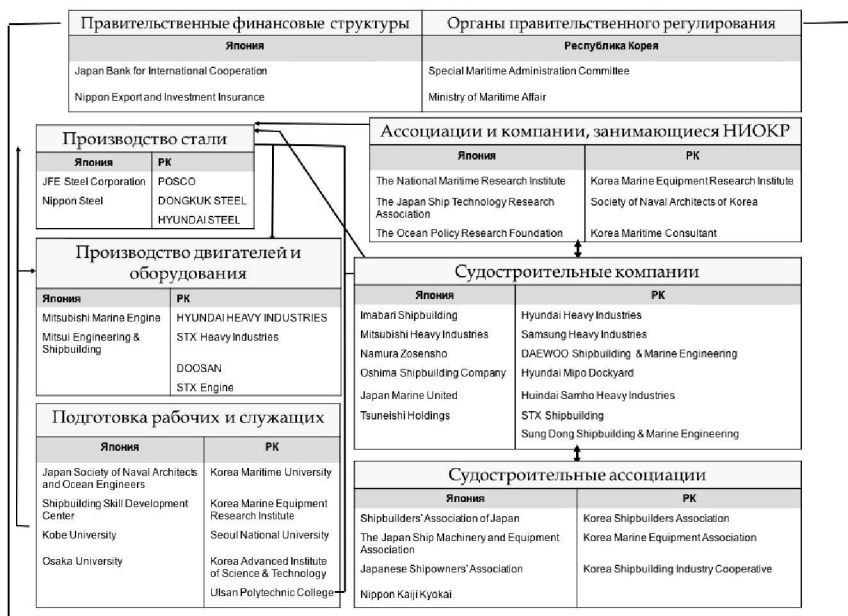 Правительственные финансовые структуры
Органы правительственного регулирования
Япония
Республика Корея
Japan Bank for International Cooperation
Special Maritime Administration Committee
Nippon Export and Investment Insurance
Ministry of Maritime Affair
Производство стали
Япония
РК
JFE Steel Corporation
POSCO
Nippon Steel
DONGKUK STEEL
HYUNDAI STEEL
Ассоциации и компании, занимающиеся НИОКР
Япония
РК
The National Maritime Research Institute
Korea Marine Equipment Research Institute
The Japan Ship Technology Research
Association
Society of Naval Architects of Korea
The Ocean Policy Research Foundation
Korea Maritime Consultant
Производство двигателей и
оборудования
Япония
РК
Mitsubishi Marine Engine
HYUNDAI HEAVY INDUSTRIES
Mitsui Engineering &
Shipbuilding
STX Heavy Industries
DOOSAN
STX Engine
Судостроительные компании
Япония
РК
Imabari Shipbuilding
Hyundai Heavy Industries
Mitsubishi Heavy Industries
Samsung Heavy Industries
Namura Zosensho
DAEWOO Shipbuilding & Marine Engineering
Oshima Shipbuilding Company
Hyundai Mipo Dockyard
Japan Marine United
Huindai Samho Heavy Industries
Tsuneishi Holdings
STX Shipbuilding
Sung Dong Shipbuilding & Marine Engineering
Подготовка рабочих и служащих
Япония
РК
Japan Society of Naval Architects
and Ocean Engineers
Korea Maritime University
Shipbuilding Skill Development
Center
Korea Marine Equipment
Research Institute
Kobe University
Seoul National University
Osaka University
Korea Advanced Institute
of Science & Technology
Ulsan Polytechnic College
Судостроительные ассоциации
Япония
РК
Shipbuilders' Association of Japan
Korea Shipbuilders Association
The Japan Ship Machinery and Equipment
Association
Korea Marine Equipment Association
Japanese Shipowners' Association
Korea Shipbuilding Industry Cooperative
Nippon Kaiji Kyokai